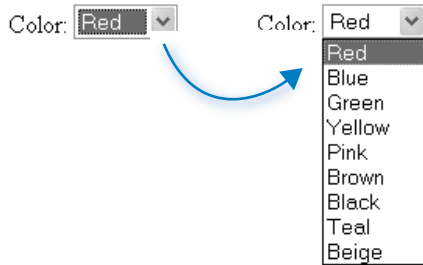 Color: Red
Color: Red
Red
Blue
Green
Yellow
Pink
Brown
Black
Teal
Beige